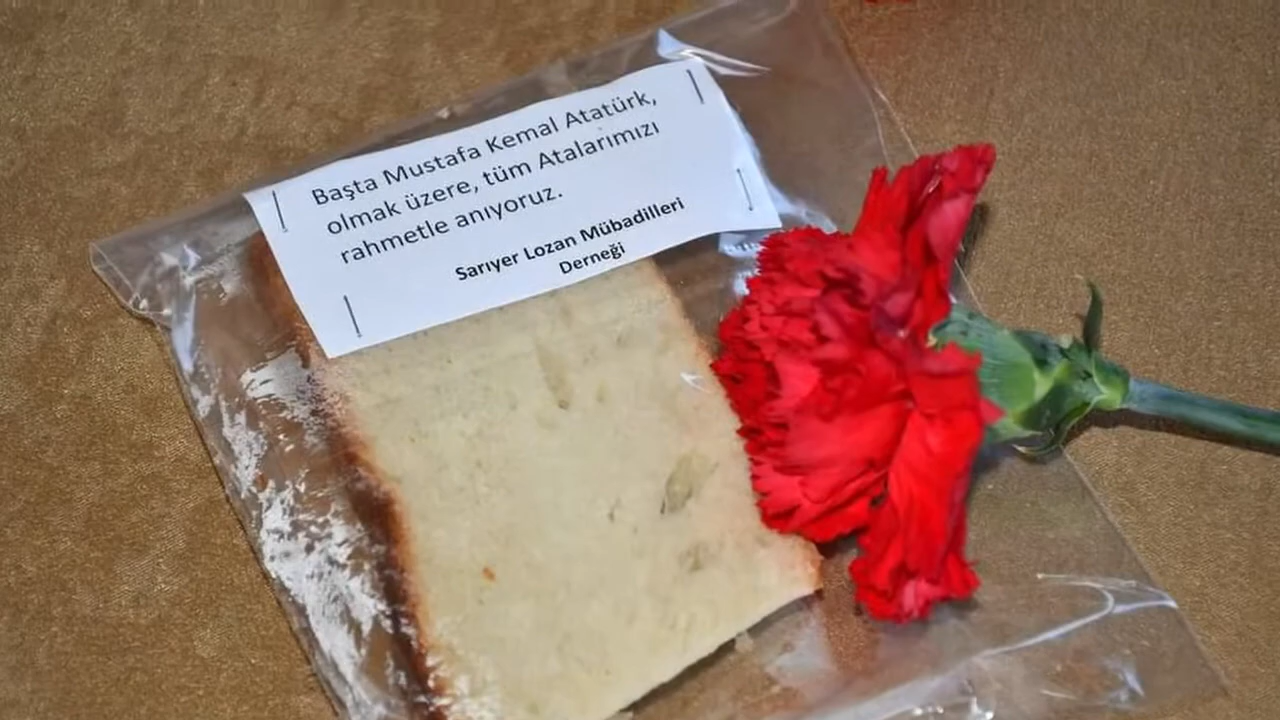 Başta Mustafa Kemal Atatürk,
olmak üzere, tüm Atalarımızı
rahmetle anıyoruz.
Sarıyer Lozan Mübadilleri
Derneği